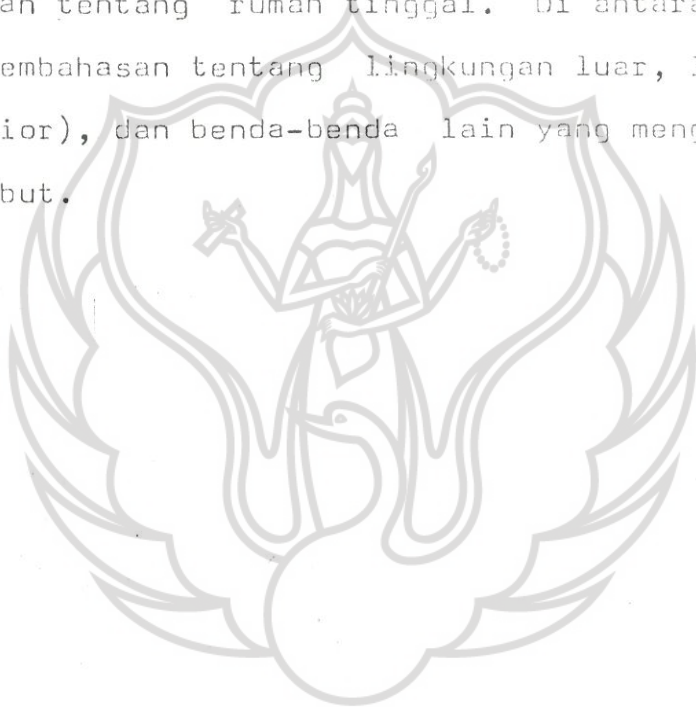 an tentang rumah tinggal. Di antara
embahasan tentang lingkungan luar,
ior), dan benda-benda lain yang meng
but.